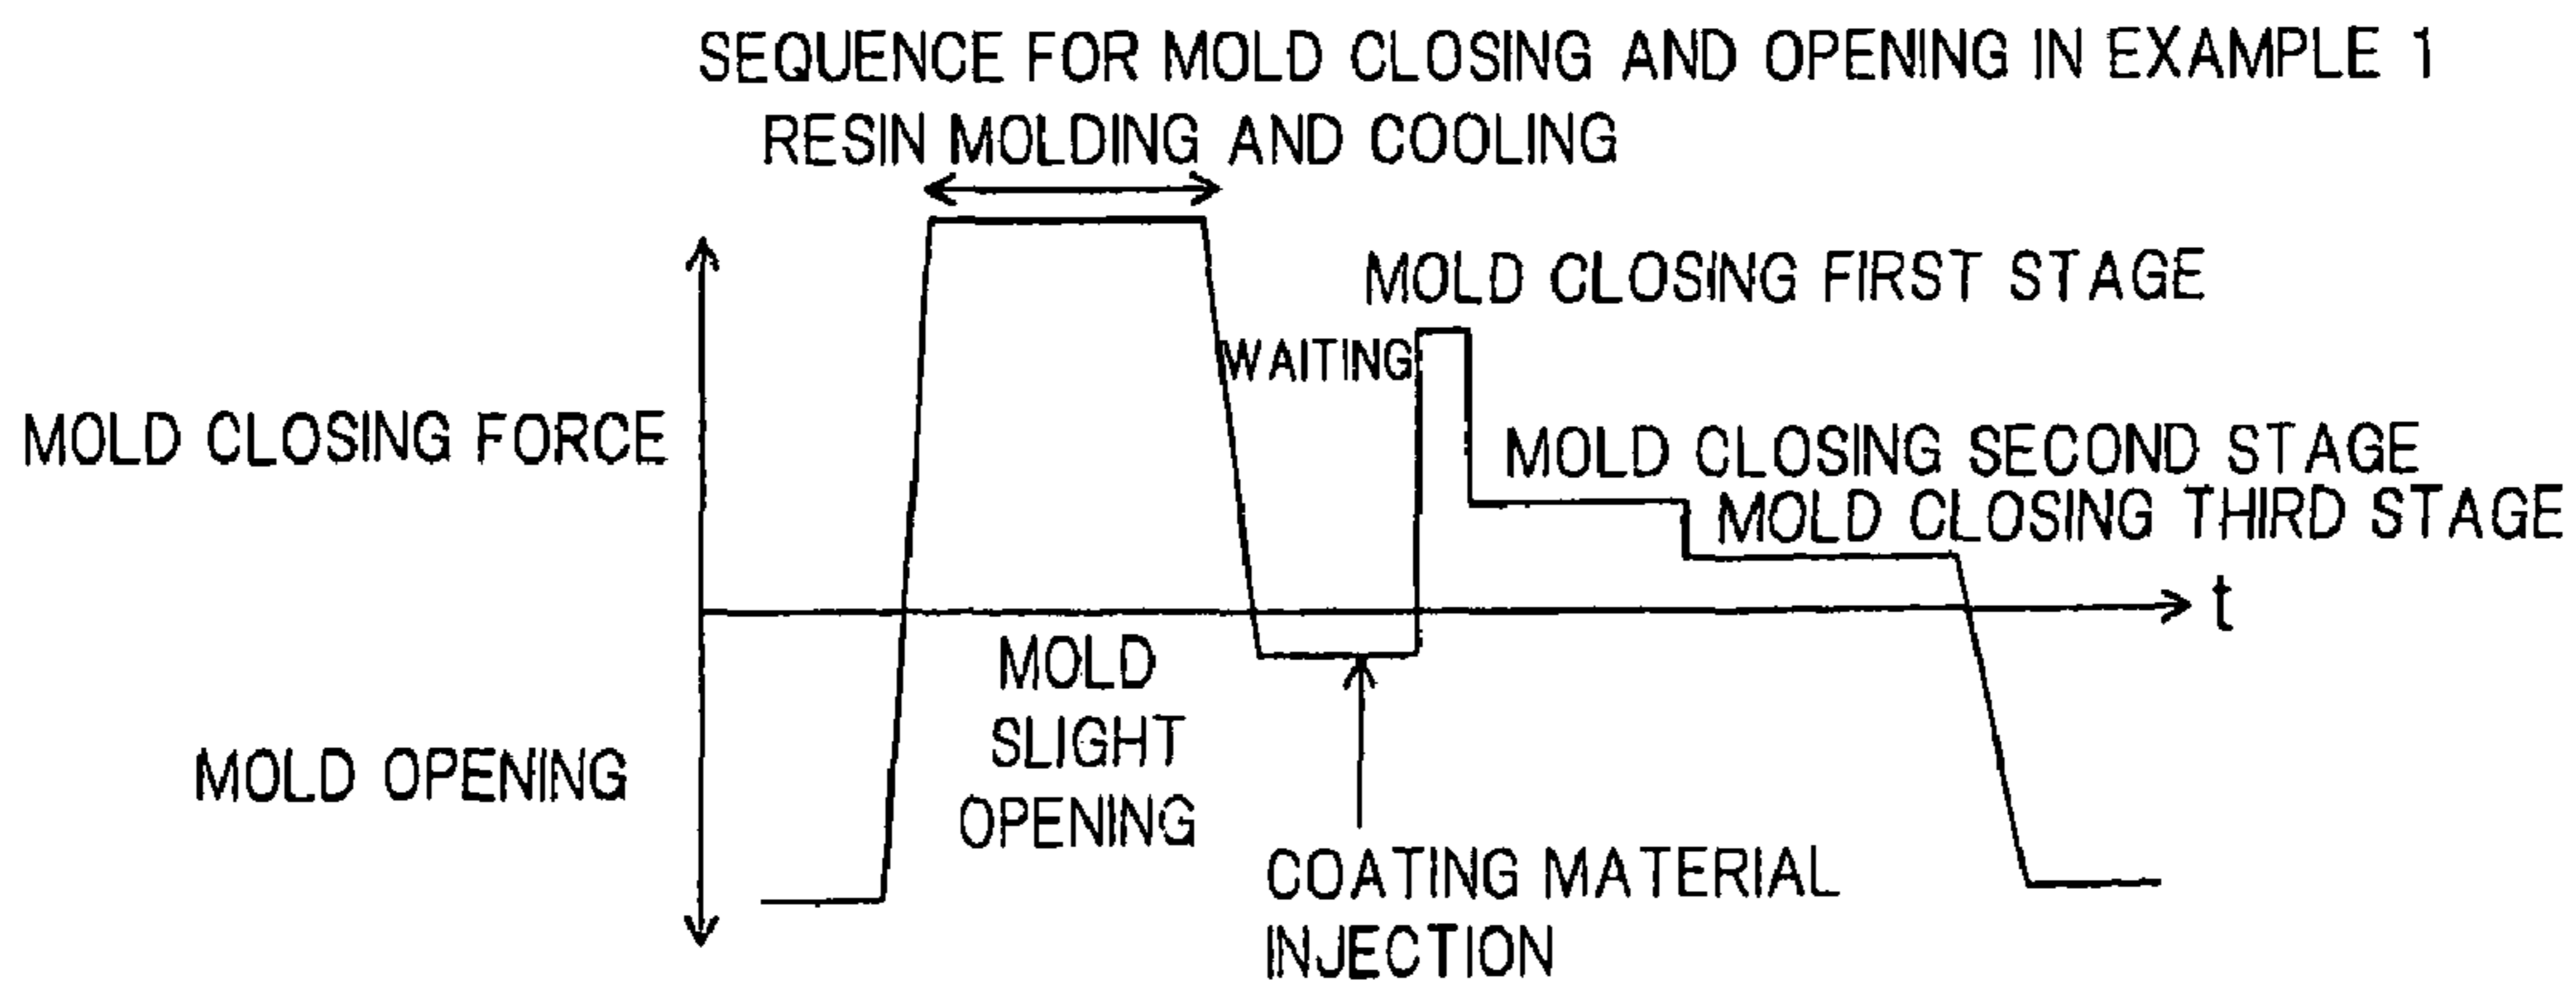 SEQUENCE FOR MOLD CLOSING AND OPENING IN EXAMPLE 1
RESIN MOLDING AND COOLING
MOLD CLOSING FIRST STAGE
WAITING
MOLD CLOSING FORCE
MOLD CLOSING SECOND STAGE
MOLD CLOSING THIRD STAGE
t
MOLD
SLIGHT
OPENING
MOLD OPENING
COATING MATERIAL
INJECTION